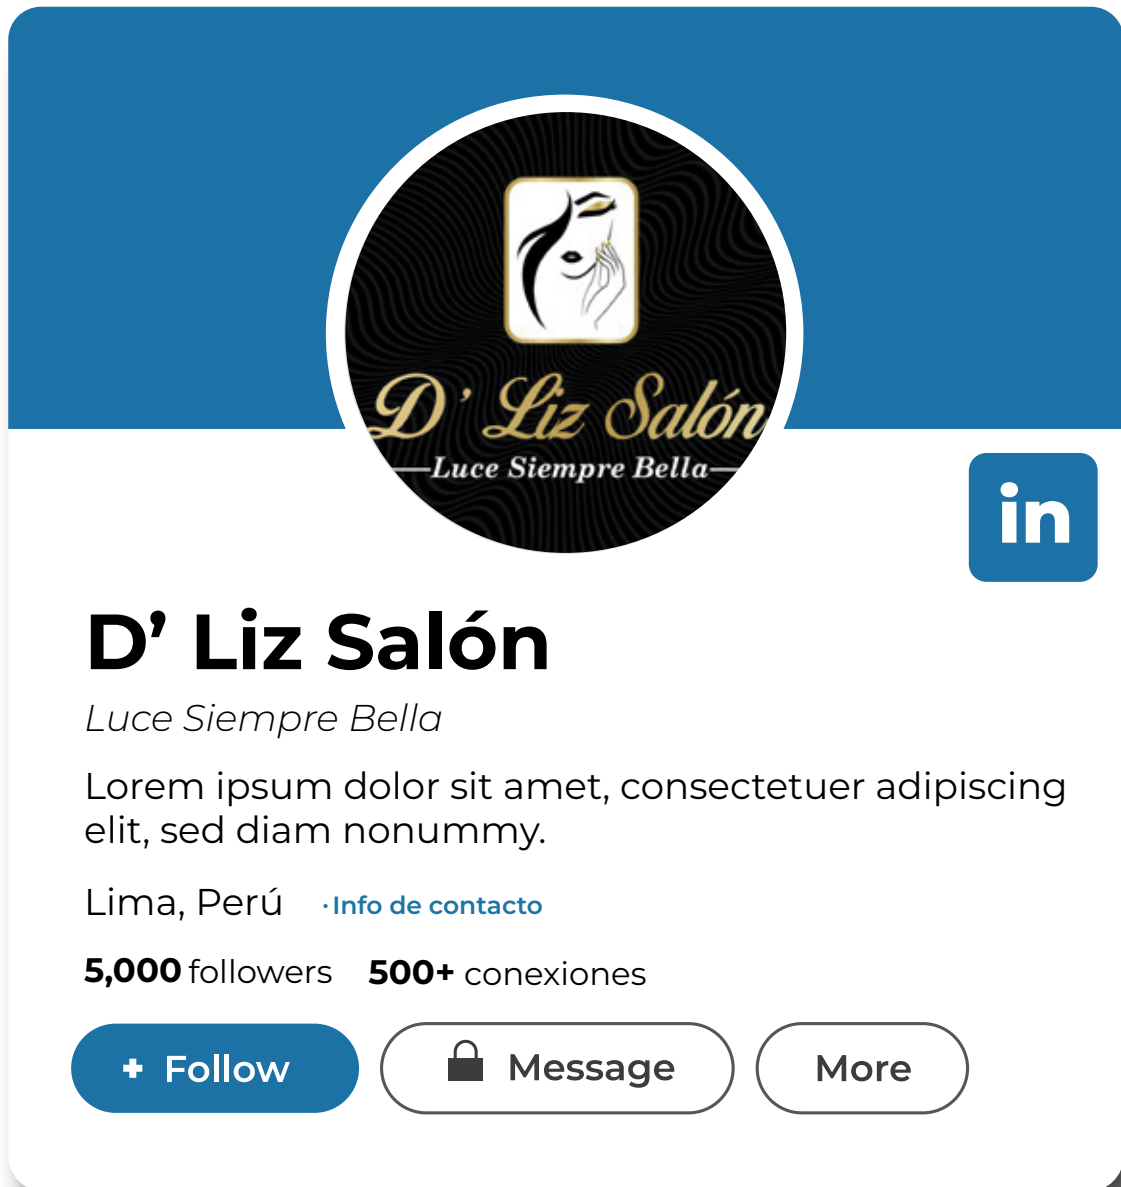 D’ Liz Salón
—Luce Siempre Bella—
in
D’ Liz Salón
Luce Siempre Bella
Lorem ipsum dolor sit amet, consectetuer adipiscing
elit, sed diam nonummy.
Lima, Perú · Info de contacto
5,000 followers 500+ conexiones
+ Follow Message More